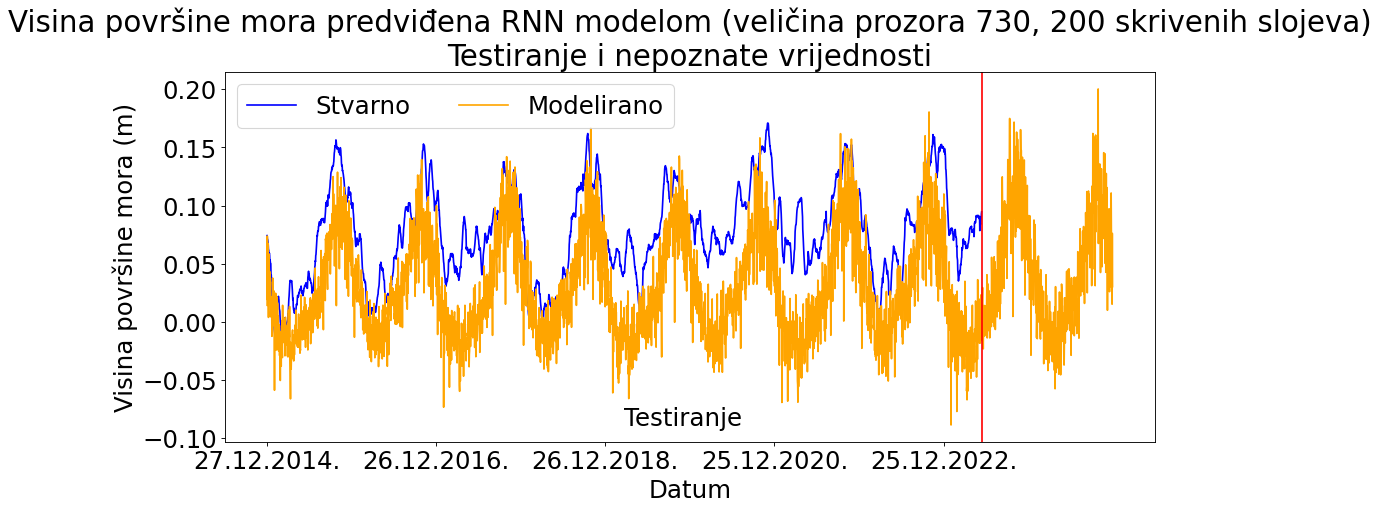 Visina površine mora predviđena RNN modelom (veličina prozora 730, 200 skrivenih slojeva)
Testiranje i nepoznate vrijednosti
Stvarno
Modelirano
Visina površine mora (m)
0.20
0.15
0.10
0.05
0.00
−0.05
−0.10
Testiranje
27.12.2014.
26.12.2016.
26.12.2018.
25.12.2020.
25.12.2022.
Datum